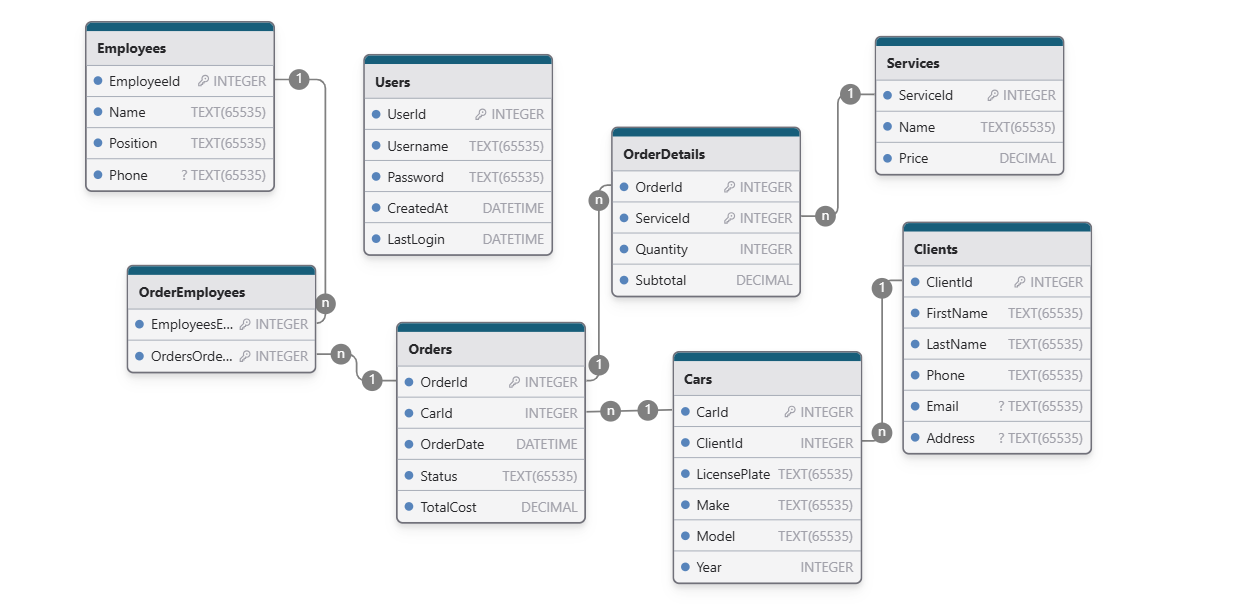 Employees
EmployeeId INTEGER
Name TEXT(65535)
Position TEXT(65535)
Phone ? TEXT(65535)
1
Users
UserId INTEGER
Username TEXT(65535)
Password TEXT(65535)
CreatedAt DATETIME
LastLogin DATETIME
Services
ServiceId INTEGER
Name TEXT(65535)
Price DECIMAL
1
OrderDetails
OrderId INTEGER
ServiceId INTEGER
Quantity INTEGER
Subtotal DECIMAL
n
n
Clients
ClientId INTEGER
FirstName TEXT(65535)
LastName TEXT(65535)
Phone TEXT(65535)
Email ? TEXT(65535)
Address ? TEXT(65535)
1
n
OrderEmployees
EmployeesE... INTEGER
OrdersOrde... INTEGER
n
n
1
Orders
OrderId INTEGER
CarId INTEGER
OrderDate DATETIME
Status TEXT(65535)
TotalCost DECIMAL
1
n
1
Cars
CarId INTEGER
ClientId INTEGER
LicensePlate TEXT(65535)
Make TEXT(65535)
Model TEXT(65535)
Year INTEGER